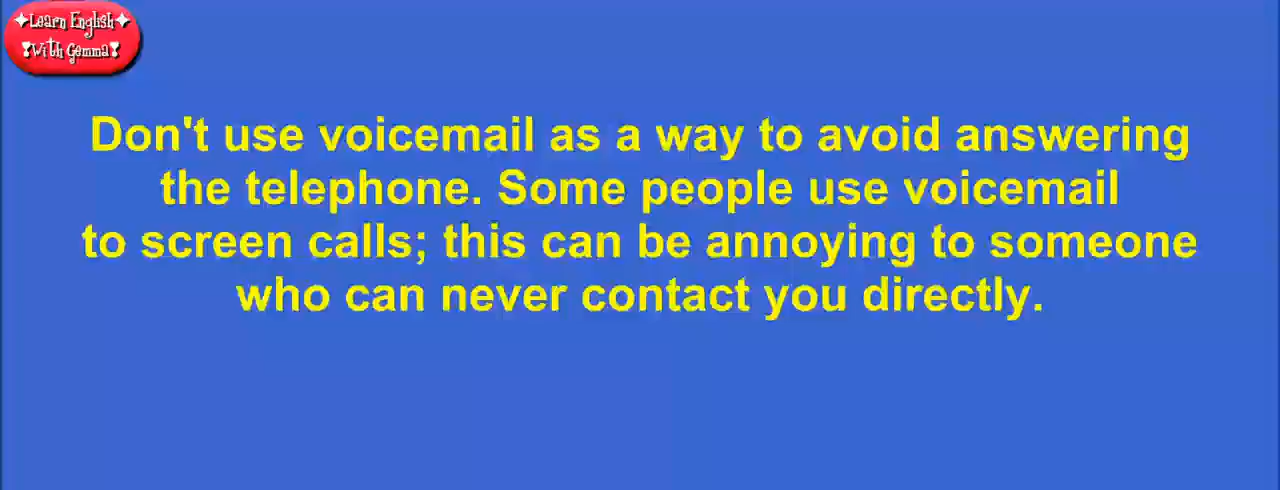 Learn English
With Gemma
Don't use voicemail as a way to avoid answering
the telephone. Some people use voicemail
to screen calls; this can be annoying to someone
who can never contact you directly.